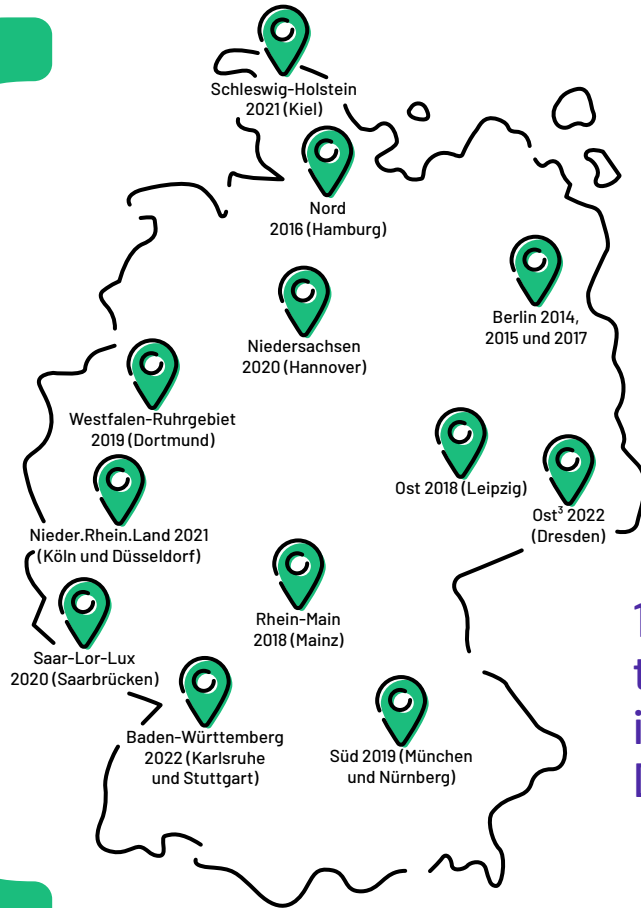 Schleswig-Holstein
2021 (Kiel)
Nord
2016 (Hamburg)
Berlin 2014,
2015 und 2017
Niedersachsen
2020 (Hannover)
Westfalen-Ruhrgebiet
2019 (Dortmund)
Ost 2018 (Leipzig)
Ost³ 2022
(Dresden)
Nieder.Rhein.Land 2021
(Köln und Düsseldorf)
Rhein-Main
2018 (Mainz)
Saar-Lor-Lux
2020 (Saarbrücken)
Baden-Württemberg
2022 (Karlsruhe
und Stuttgart)
Süd 2019 (München
und Nürnberg)